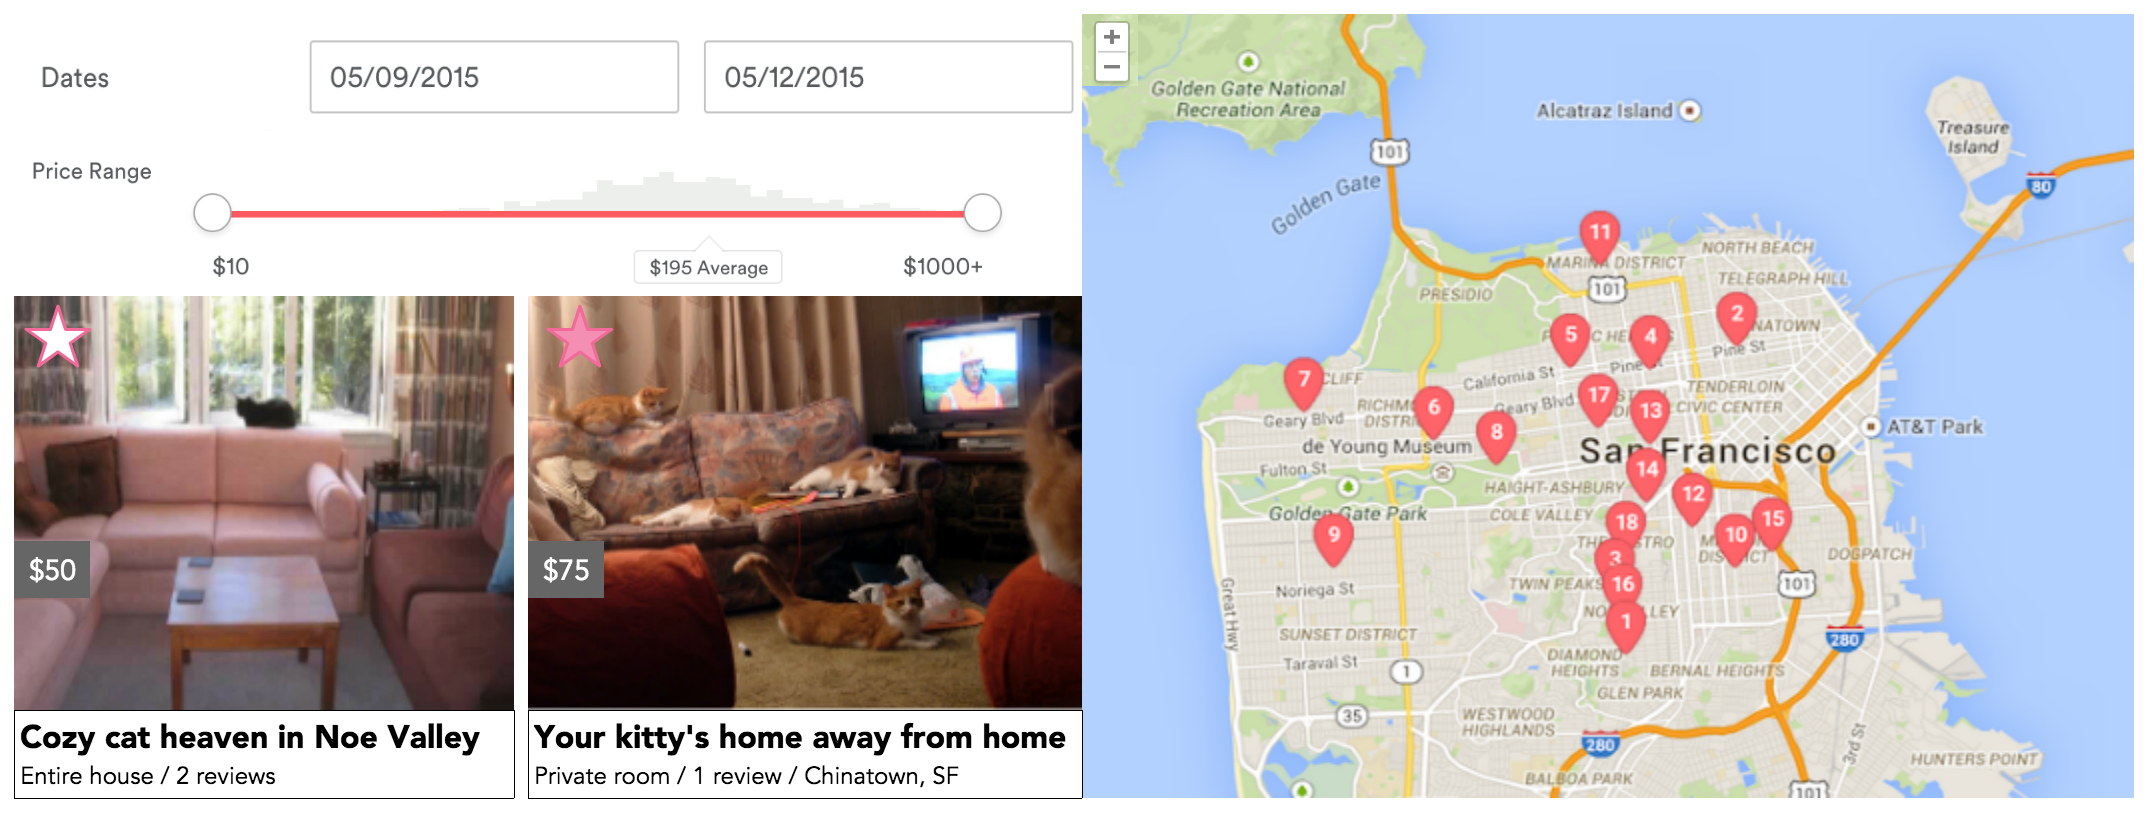 Dates
05/09/2015
05/12/2015
Price Range
$10
$195 Average
$1000+
$50
Cozy cat heaven in Noe Valley
Entire house / 2 reviews
$75
Your kitty's home away from home
Private room / 1 review / Chinatown, SF
+
−
Golden Gate National
Recreation Area
Alcatraz Island
Treasure
Island
101
80
Golden Gate
11
NORTH BEACH
MARINA DISTRICT
TELEGRAPH HILL
101
PRESIDIO
2
NATOWN
5
4
C HE
Pine St
Pine
California St
7
CLIFF
17
TENDERLOIN
6
RICHM
DISTRI
Geary Blvd
Geary Blvd
13
CIVIC CENTER
8
AT&T Park
de Young Museum
San Francisco
Fulton St
14
HAIGHT-ASHBURY
12
Golden Gate Park
COLE VALLEY
18
15
9
10
THE
STRO
DISTRICT
DOGPATCH
3
TWIN PEAKS
16
101
Noriega St
NO
LLEY
1
Great Hwy
SUNSET DISTRICT
280
Taraval St
1
DIAMOND
HEIGHTS
BERNAL HEIGHTS
GLEN PARK
35
WESTWOOD
HIGHLANDS
280
3rd St
HUNTERS POINT
BALBOA PARK
101